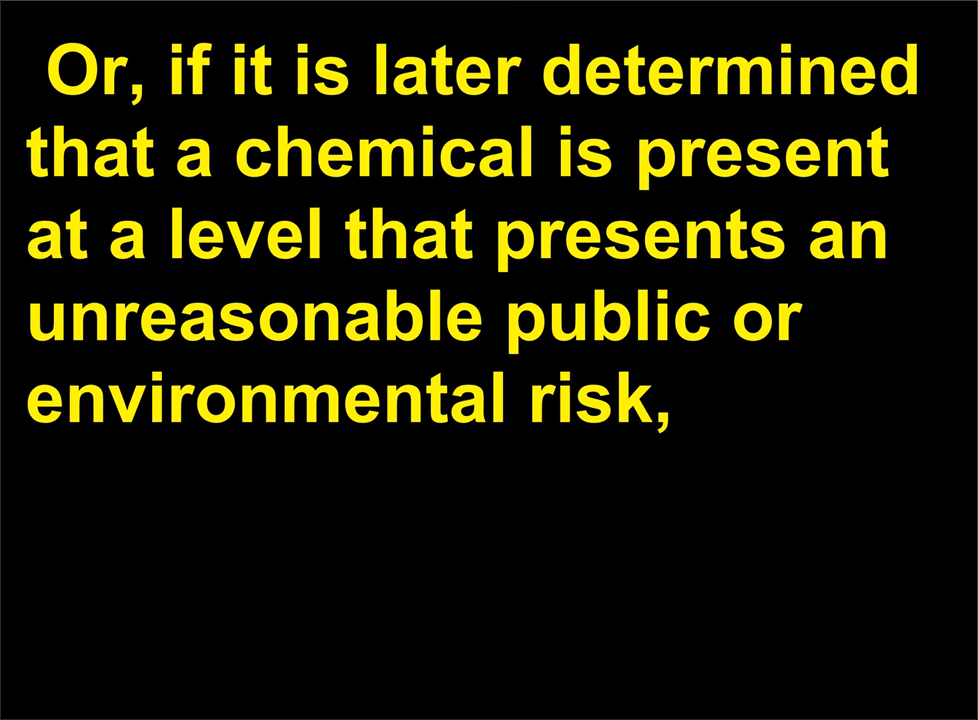 Or, if it is later determined
that a chemical is present
at a level that presents an
unreasonable public or
environmental risk,